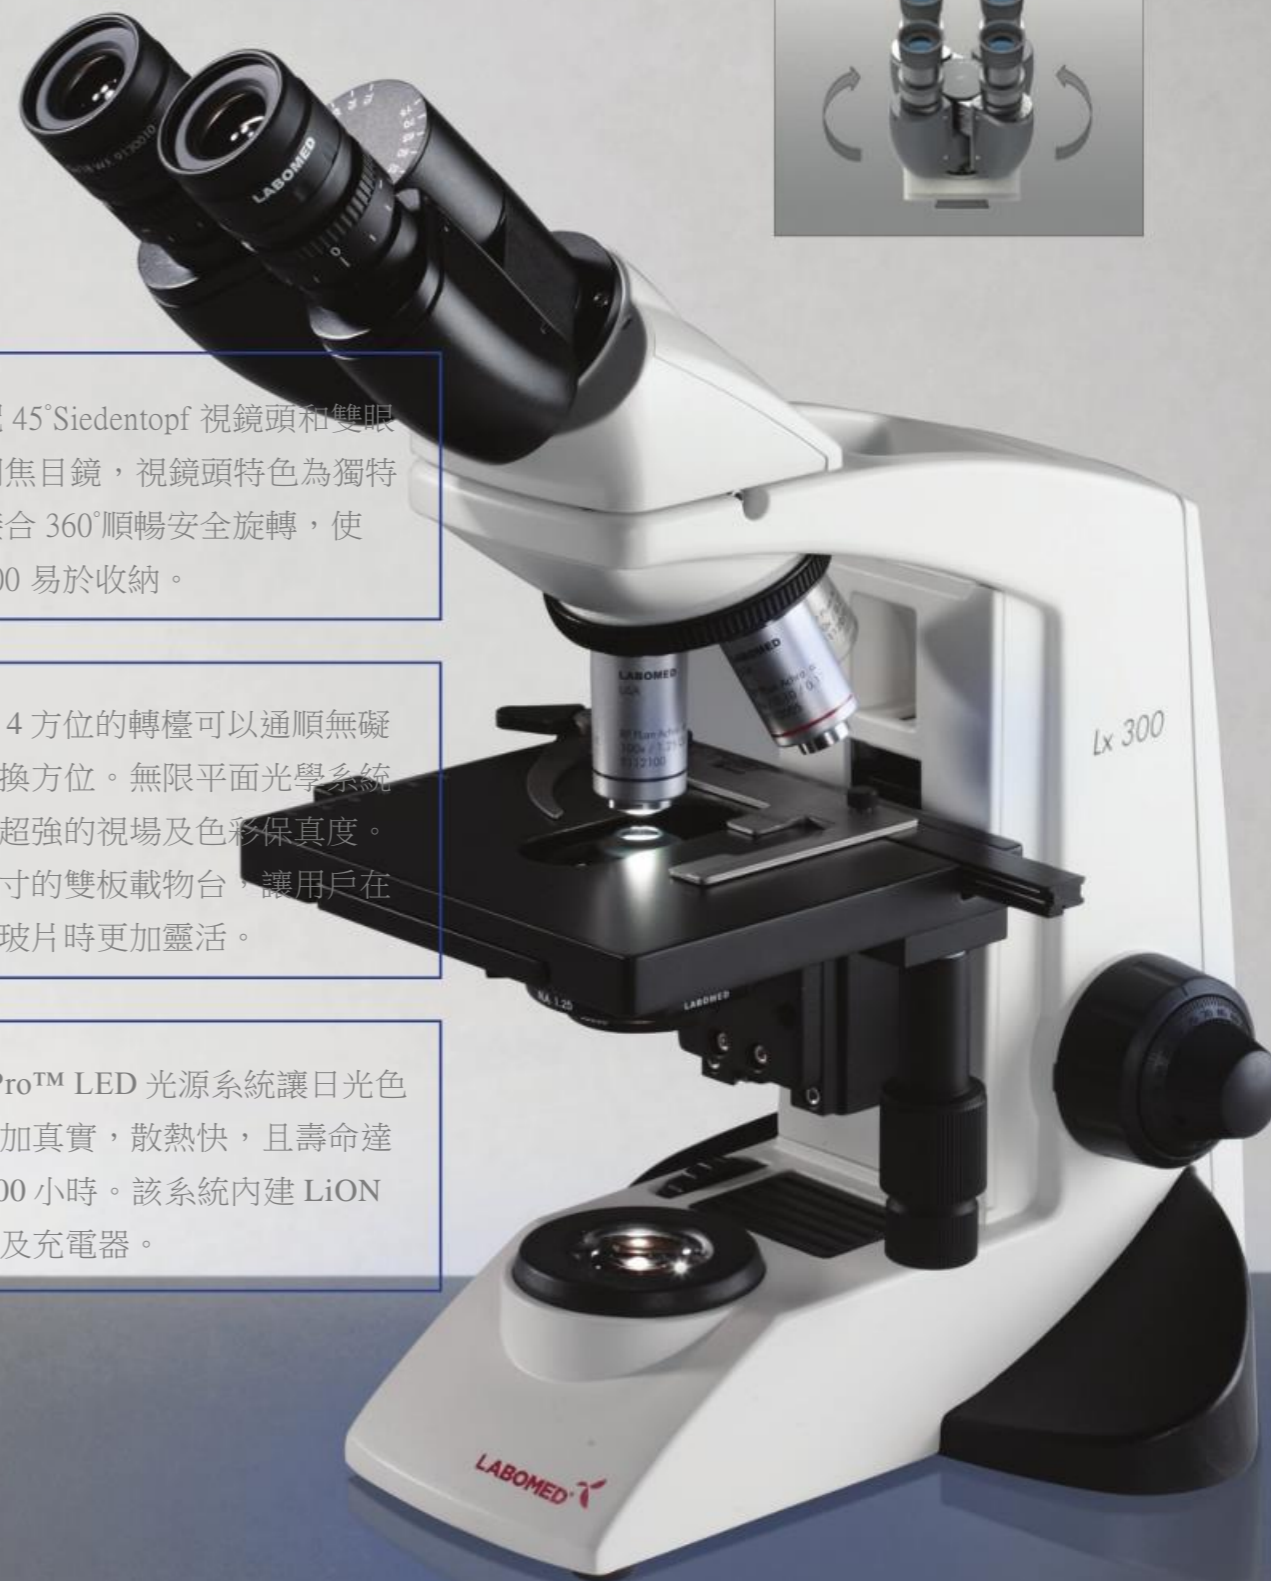 LABOMED
45°Siedentopf 視鏡頭和雙眼
焦目鏡，視鏡頭特色為獨特
合 360°順暢安全旋轉，使
00 易於收納。
LABOMED
USA
LABOMED
Lx 300
4 方位的轉檯可以通順無礙
換方位。無限平面光學系統
超強的視場及色彩保真度。
寸的雙板載物台，讓用戶在
玻片時更加靈活。
NA 1.25
LABOMED
Pro™ LED 光源系統讓日光色
加真實，散熱快，且壽命達
00 小時。該系統內建 LiON
及充電器。
LABOMED